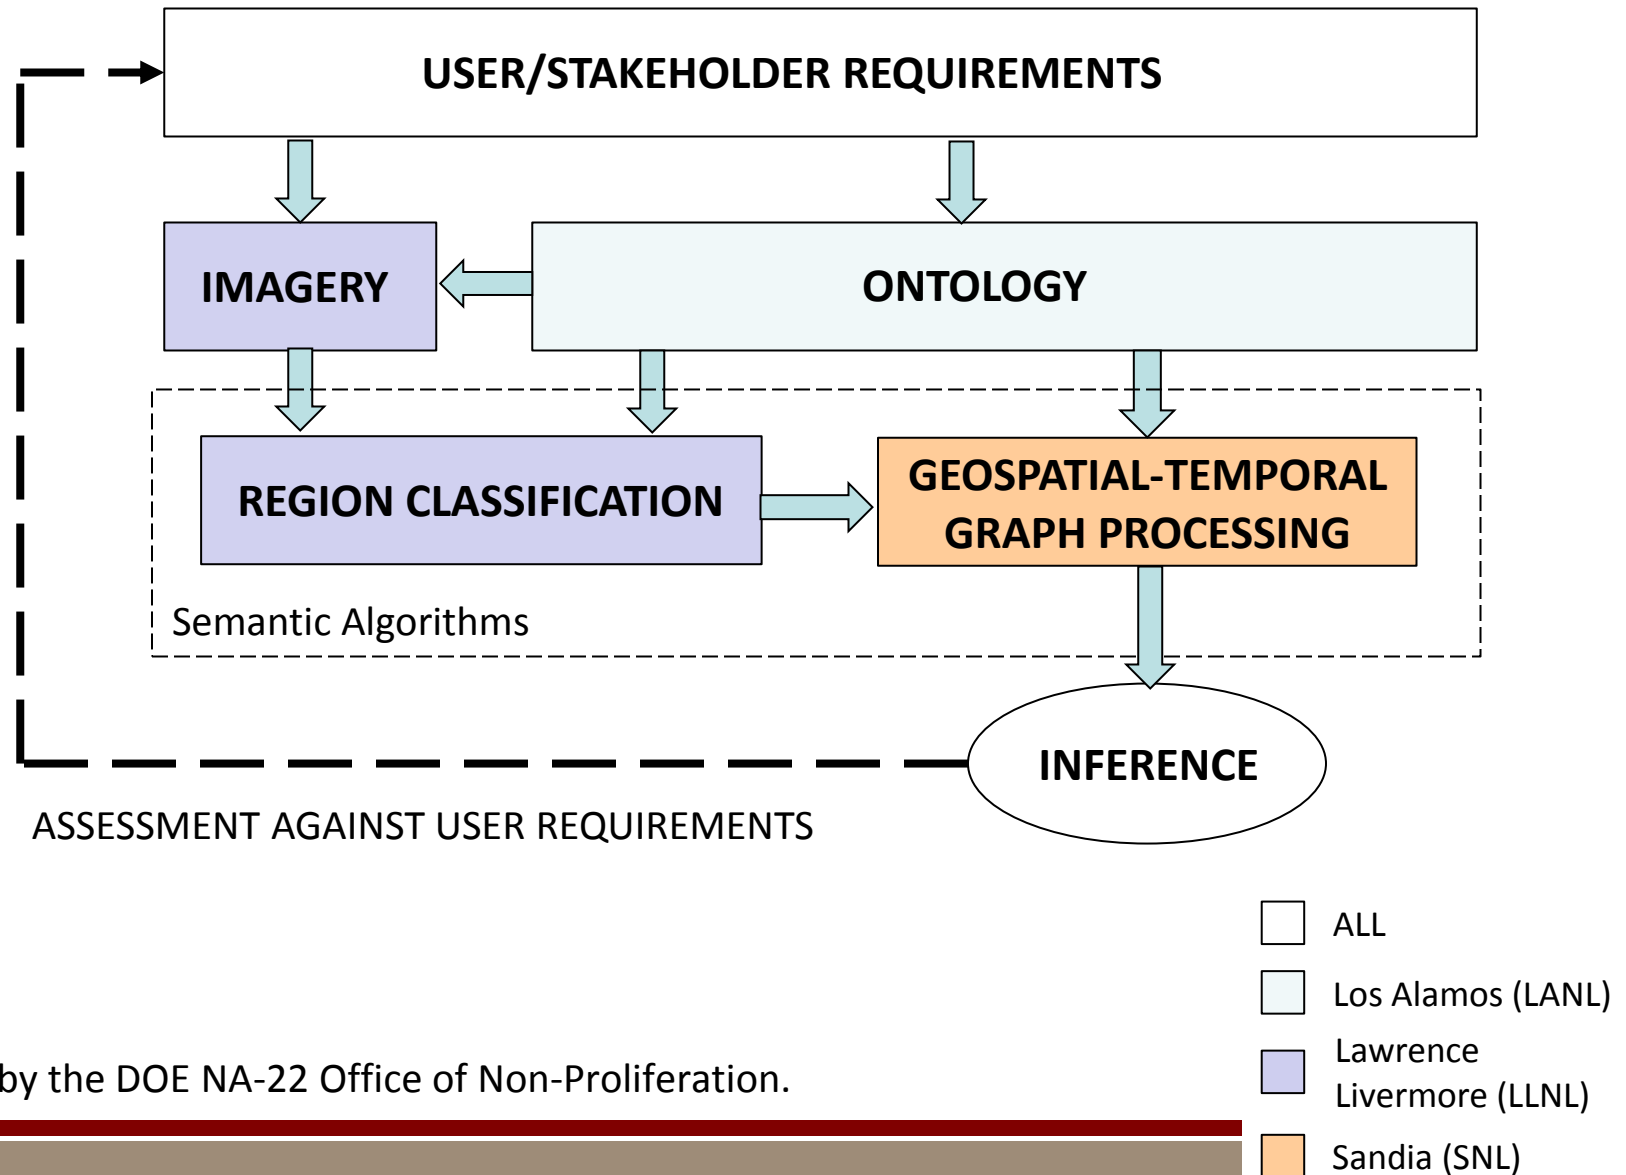 USER/STAKEHOLDER REQUIREMENTS
IMAGERY
ONTOLOGY
REGION CLASSIFICATION
GEOSPATIAL-TEMPORAL
GRAPH PROCESSING
Semantic Algorithms
INFERENCE
ASSESSMENT AGAINST USER REQUIREMENTS
ALL
Los Alamos (LANL)
Lawrence
Livermore (LLNL)
Sandia (SNL)
by the DOE NA-22 Office of Non-Proliferation.